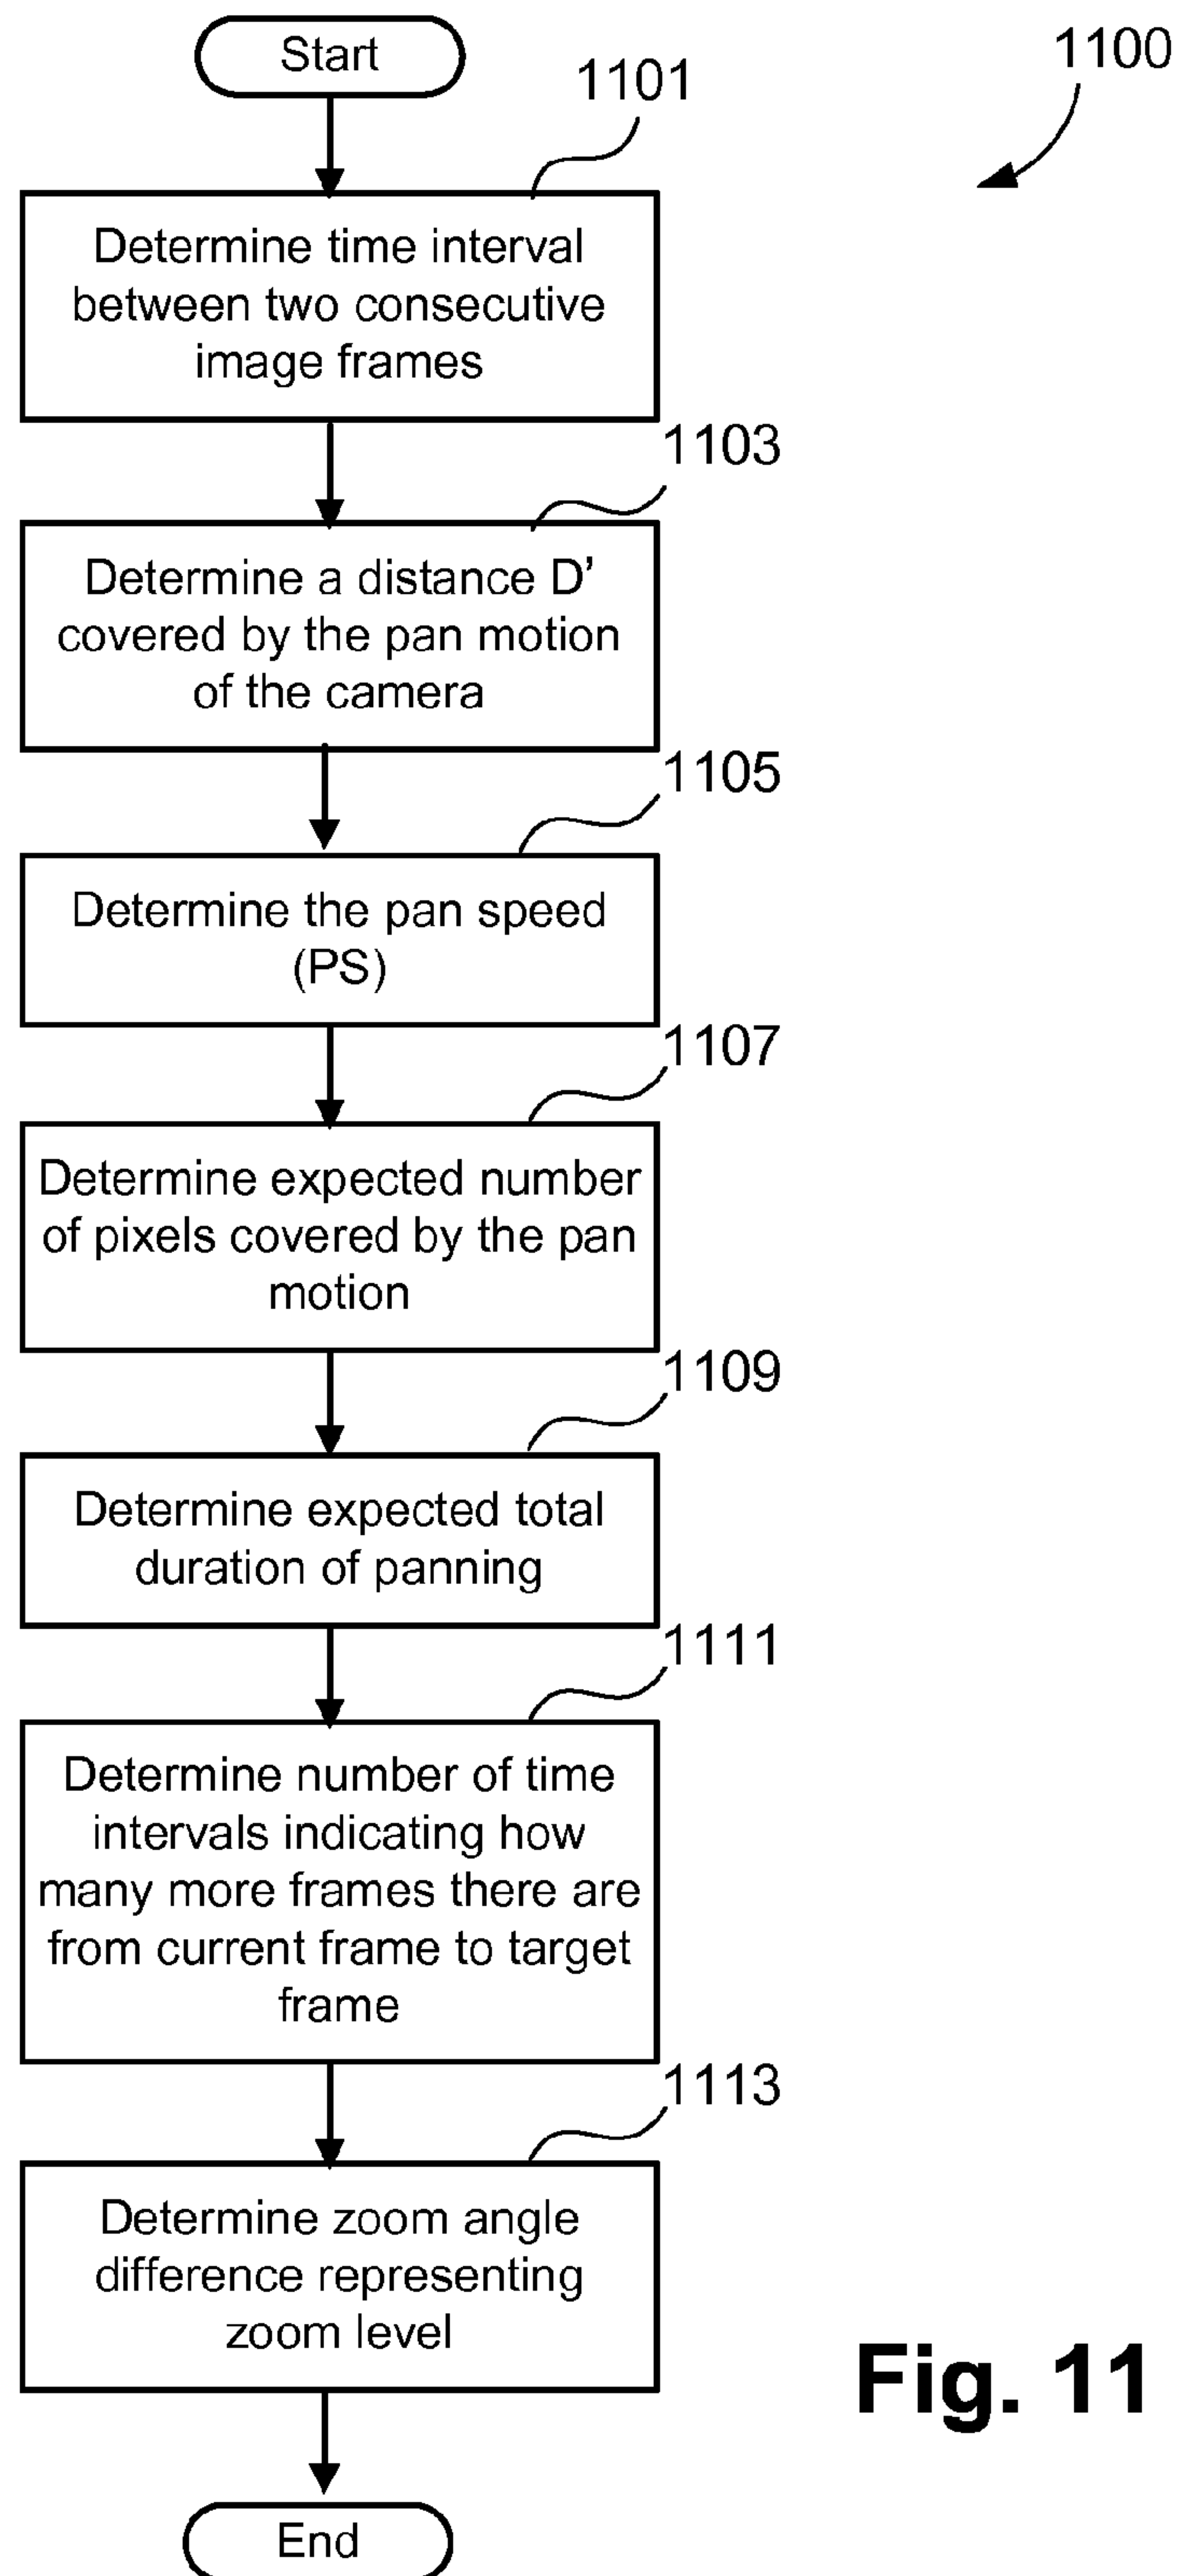 Start
1100
1101
Determine time interval
between two consecutive
image frames
1103
Determine a distance D’
covered by the pan motion
of the camera
1105
Determine the pan speed
(PS)
1107
Determine expected number
of pixels covered by the pan
motion
1109
Determine expected total
duration of panning
1111
Determine number of time
intervals indicating how
many more frames there are
from current frame to target
frame
1113
Determine zoom angle
difference representing
zoom level
Fig. 11
End